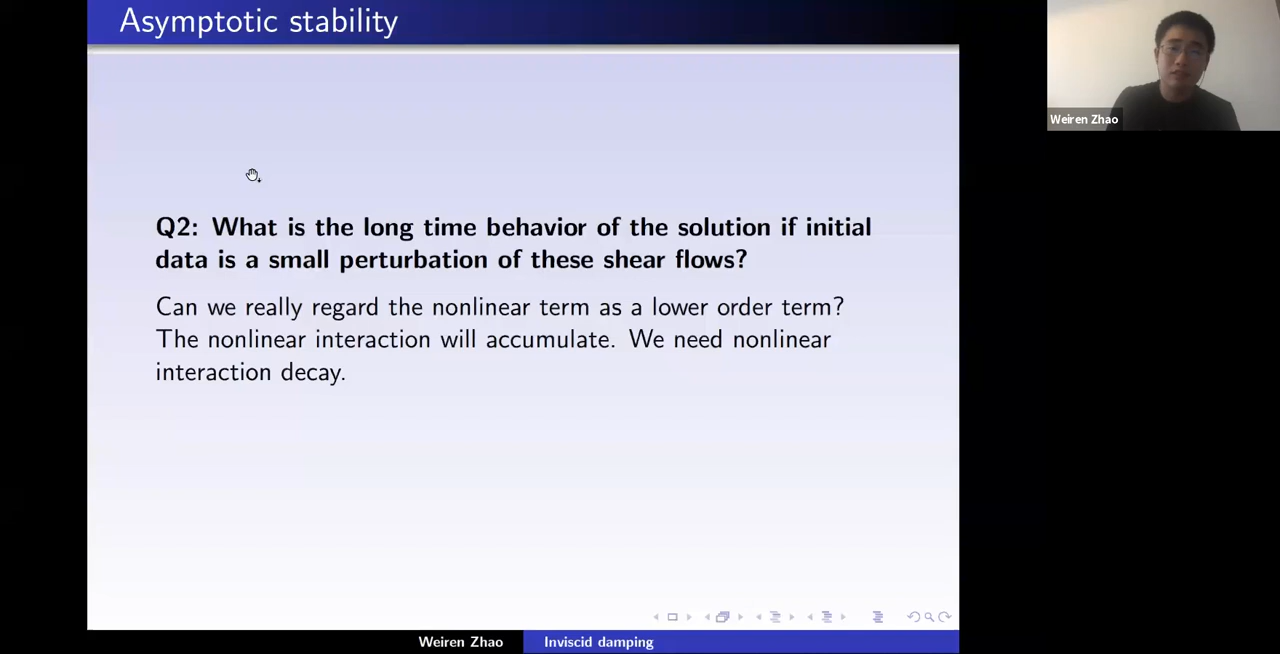 Asymptotic stability
Weiren Zhao
Q2: What is the long time behavior of the solution if initial
data is a small perturbation of these shear flows?
Can we really regard the nonlinear term as a lower order term?
The nonlinear interaction will accumulate. We need nonlinear
interaction decay.
Weiren Zhao
Inviscid damping